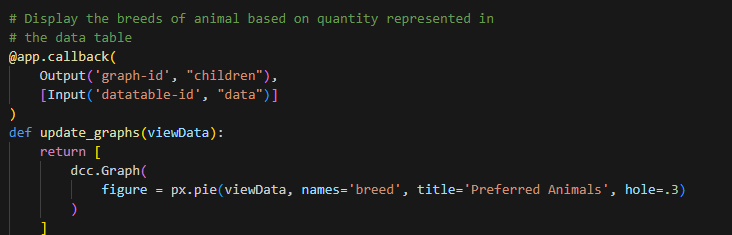 # Display the breeds of animal based on quantity represented in
# the data table
@app.callback(
    Output('graph-id', "children"),
    [Input('datatable-id', "data")]
)
def update_graphs(viewData):
    return [
        dcc.Graph(
            figure = px.pie(viewData, names='breed', title='Preferred Animals', hole=.3)
        )
    ]